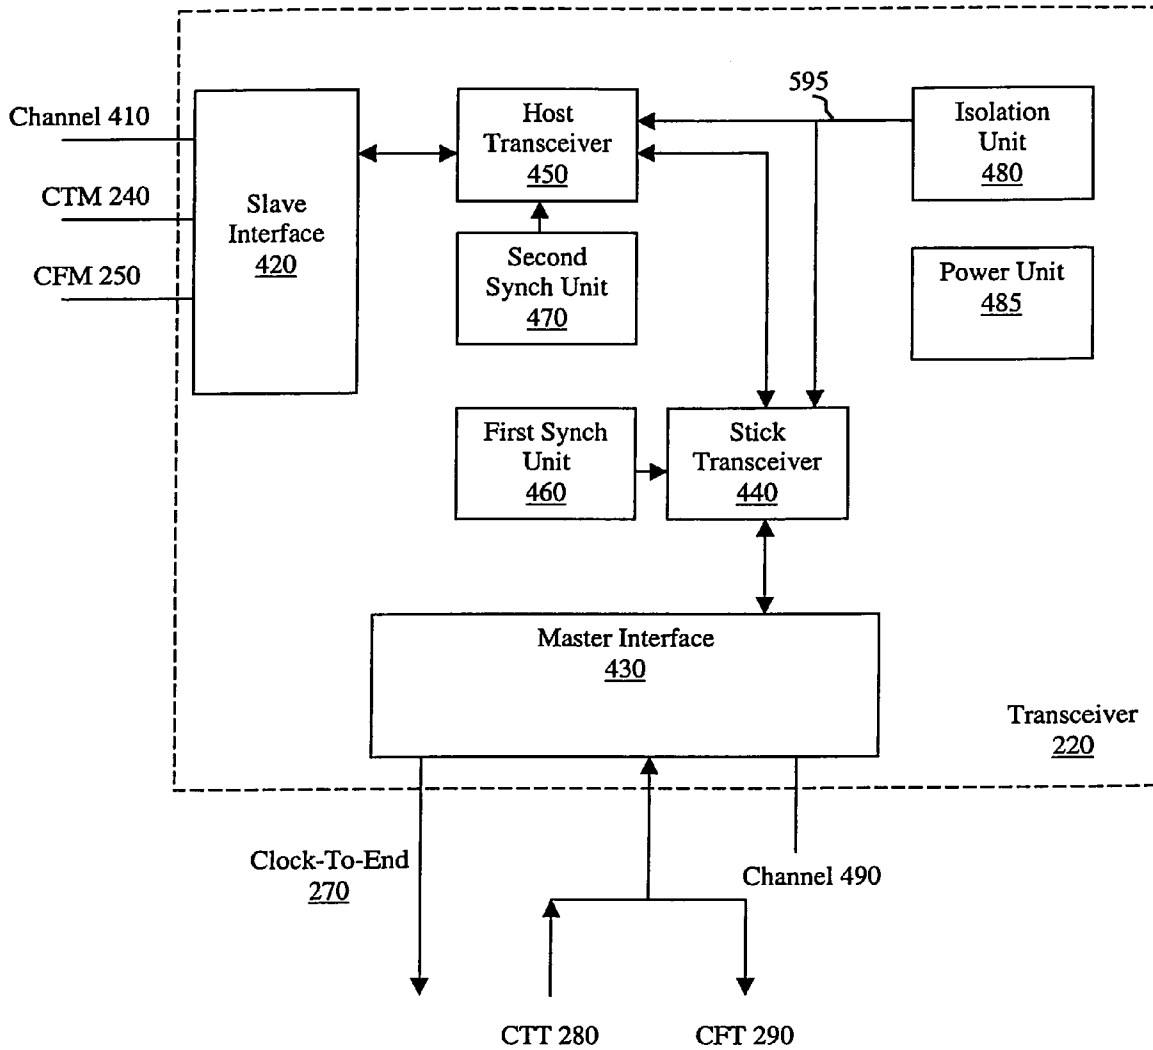 595
Channel 410
CTM 240
CFM 250
Slave
Interface
420
Host
Transceiver
450
Isolation
Unit
480
Second
Synch Unit
470
Power Unit
485
First Synch
Unit
460
Stick
Transceiver
440
Master Interface
430
Transceiver
220
Clock-To-End
270
Channel 490
CTT 280
CFT 290